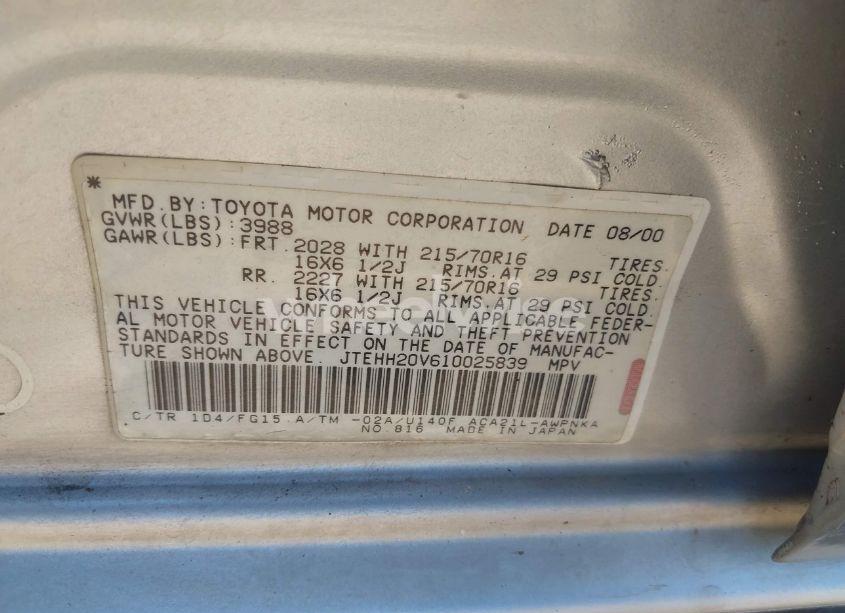 *
MFD.BY:TOYOTA MOTOR CORPORATION DATE 08/00
GVWR(LBS):3988
GAWR(LBS):FRT.2028 WITH 215/70R16 TIRES
16X6 1/2J RIMS.AT 29 PSI COLD.
RR. 2227 WITH 215/70R16 TIRES.
16X6 1/2J RIMS.AT 29 PSI COLD.
THIS VEHICLE CONFORMS TO ALL APPLICABLE FEDER-
AL MOTOR VEHICLE SAFETY AND THEFT PREVENTION
STANDARDS IN EFFECT ON THE DATE OF MANUFAC-
TURE SHOWN ABOVE. JTEHH20V610025839 MPV
TOYOTA
C/TR 1D4/FG15 A/TM -02A/U140F ACA21L-AWPNKA
NO.816 MADE IN JAPAN